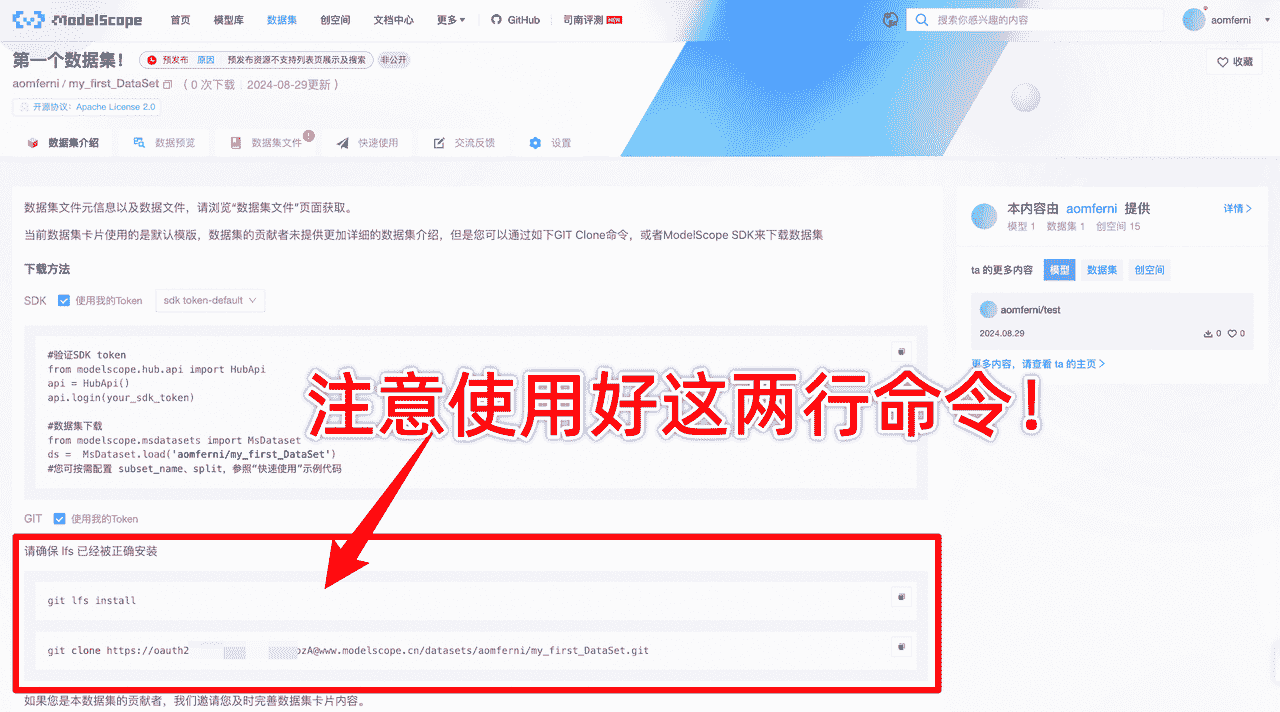 ModelScope 首页 模型库 数据集 创空间 文档中心 更多 GitHub 司南评测 NEW 搜索您感兴趣的内容 aomferni
第一个数据集! 预发布 原因 预发布资源不支持列表页展示及搜索 非公开 收藏
aomferni / my_first_DataSet ( 0 次下载 2024-08-29更新 )
开源协议: Apache License 2.0
数据集介绍 数据预览 数据集文件 快速使用 交流反馈 设置
数据集文件元信息以及数据文件，请浏览“数据集文件”页面获取。
当前数据集卡片使用的是默认模版，数据集的贡献者未提供更加详细的数据集介绍，但是您可以通过如下GIT Clone命令，或者ModelScope SDK来下载数据集
下载方法
SDK 使用我的Token sdk token-default
#验证SDK token
from modelscope.hub.api import HubApi
api = HubApi()
api.login(your_sdk_token)
#数据集下载
from modelscope.msdatasets import MsDataset
ds =  MsDataset.load('aomferni/my_first_DataSet')
#您可按需配置 subset_name、split，参照“快速使用”示例代码
注意使用好这两行命令!
GIT 使用我的Token
请确保 lfs 已经被正确安装
git lfs install
git clone https://oauth2 ozA@www.modelscope.cn/datasets/aomferni/my_first_DataSet.git
如果您是本数据集的贡献者，我们邀请您及时完善数据集卡片内容。
本内容由 aomferni 提供 详情
模型 1 数据集 1 创空间 15
ta 的更多内容 模型 数据集 创空间
aomferni/test
2024.08.29 0 0
更多内容，请查看 ta 的主页